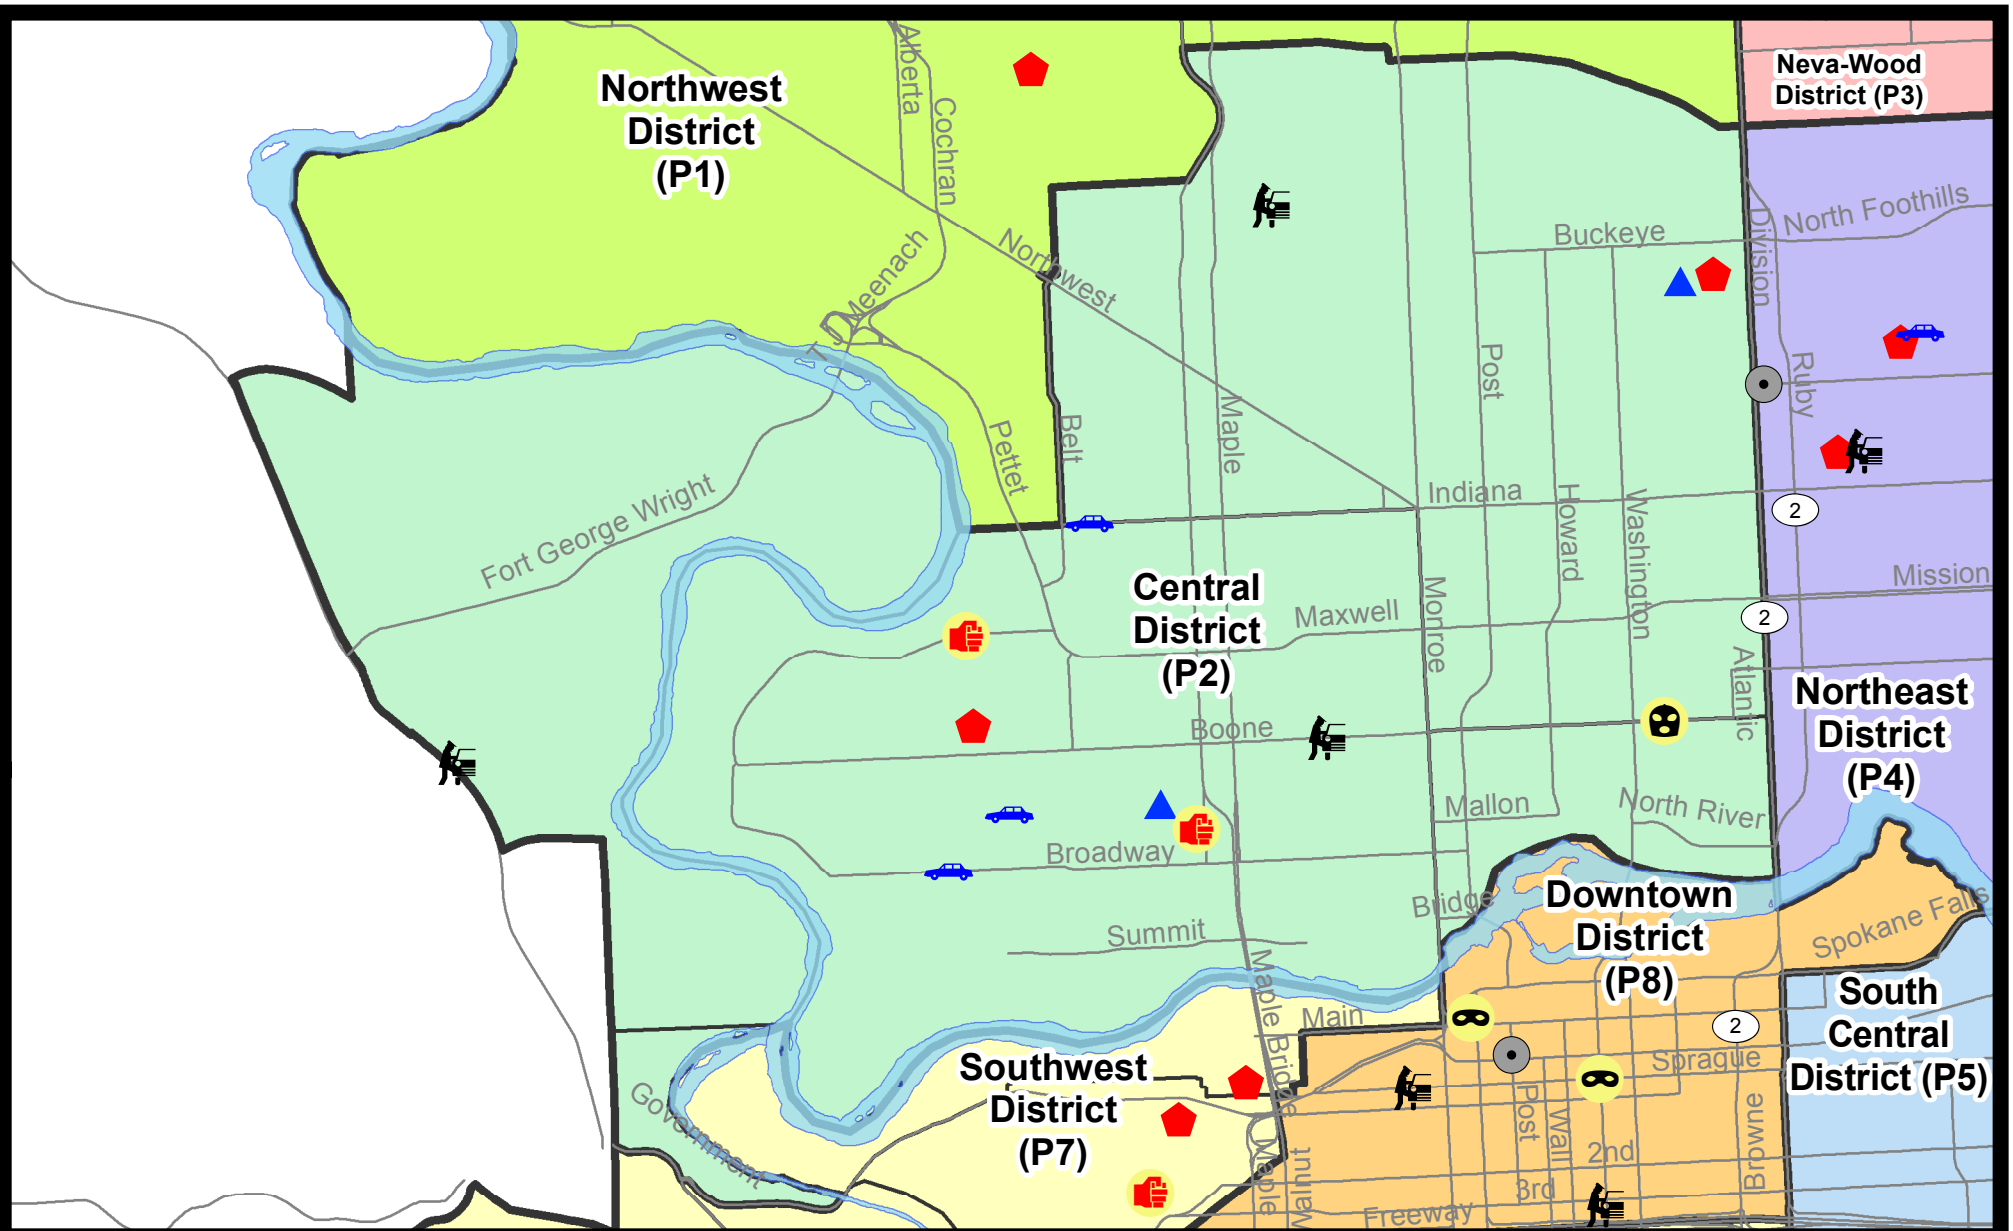 Northwest
District
(P1)
Neva-Wood
District (P3)
Alberta
Cochran
T J Meenach
Northwest
Buckeye
North Foothills
Division
Ruby
Post
Maple
Belt
Pettet
Fort George Wright
Indiana
Howard
Washington
2
Mission
2
Central
District
(P2)
Maxwell
Monroe
Atlantic
Northeast
District
(P4)
Boone
Mallon
North River
Broadway
Bridge
Summit
Downtown
District
(P8)
Spokane Falls
Maple Bridge
Main
2
Sprague
South
Central
District (P5)
Southwest
District
(P7)
Government
Post
Wall
Browne
2nd
3rd
Maple
Walnut
Freeway